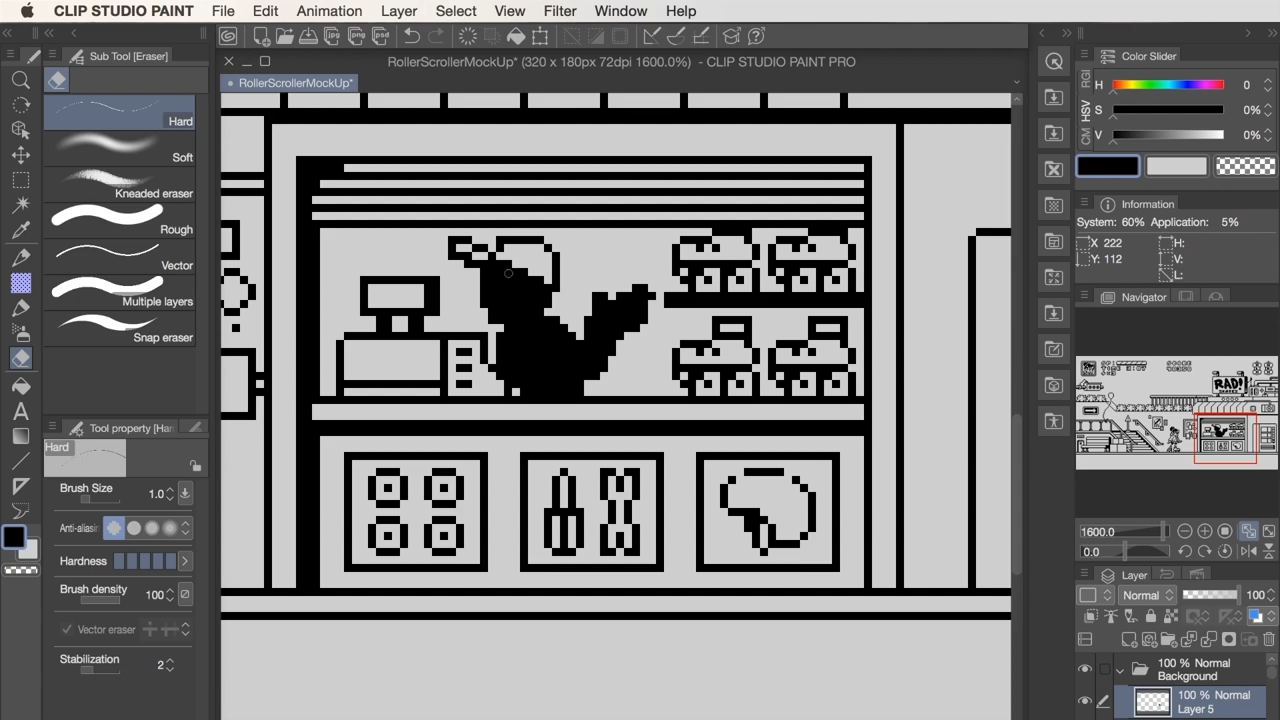 CLIP STUDIO PAINT File Edit Animation Layer Select View Filter Window Help
Sub Tool [Eraser]
RollerScrollerMockUp* (320 x 180px 72dpi 1600.0%) - CLIP STUDIO PAINT PRO
RollerScrollerMockUp*
Hard
Soft
Kneaded eraser
Rough
Vector
Multiple layers
Snap eraser
Tool property [Har
Hard
Brush Size 1.0
Anti-aliasin
Hardness
Brush density 100
Vector eraser
Stabilization 2
Color Slider
HSV
CM
H 0
S 0%
V 0%
Information
System: 60% Application: 5%
X 222 H:
Y: 112 W:
L:
Navigator
RAD!
1600.0
0.0
Layer
Normal 100
100 % Normal
Background
100 % Normal
Layer 5